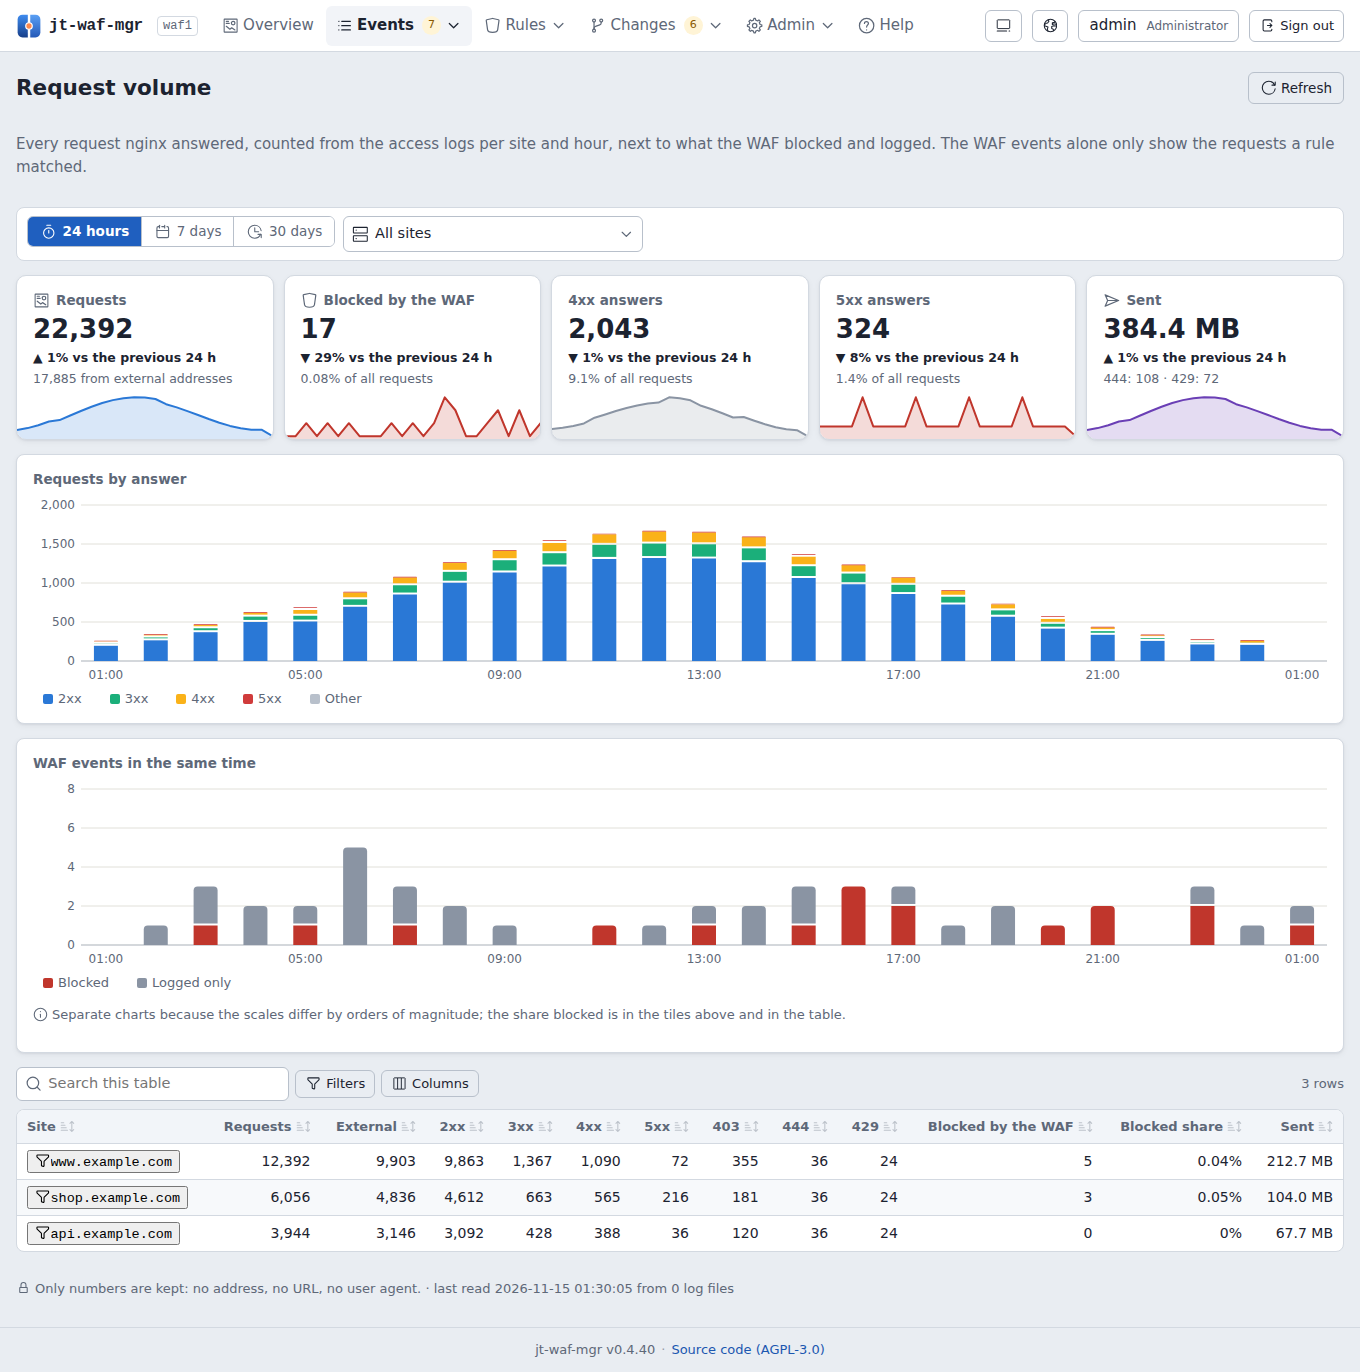 jt-waf-mgr waf1 Overview Events 7 Rules Changes 6 Admin Help admin Administrator Sign out
Request volume
Refresh
Every request nginx answered, counted from the access logs per site and hour, next to what the WAF blocked and logged. The WAF events alone only show the requests a rule
matched.
24 hours 7 days 30 days All sites
Requests
22,392
▲ 1% vs the previous 24 h
17,885 from external addresses
Blocked by the WAF
17
▼ 29% vs the previous 24 h
0.08% of all requests
4xx answers
2,043
▼ 1% vs the previous 24 h
9.1% of all requests
5xx answers
324
▼ 8% vs the previous 24 h
1.4% of all requests
Sent
384.4 MB
▲ 1% vs the previous 24 h
444: 108 · 429: 72
Requests by answer
2,000
1,500
1,000
500
0
01:00 05:00 09:00 13:00 17:00 21:00 01:00
2xx 3xx 4xx 5xx Other
WAF events in the same time
8
6
4
2
0
01:00 05:00 09:00 13:00 17:00 21:00 01:00
Blocked Logged only
Separate charts because the scales differ by orders of magnitude; the share blocked is in the tiles above and in the table.
Search this table Filters Columns 3 rows
Site Requests External 2xx 3xx 4xx 5xx 403 444 429 Blocked by the WAF Blocked share Sent
www.example.com 12,392 9,903 9,863 1,367 1,090 72 355 36 24 5 0.04% 212.7 MB
shop.example.com 6,056 4,836 4,612 663 565 216 181 36 24 3 0.05% 104.0 MB
api.example.com 3,944 3,146 3,092 428 388 36 120 36 24 0 0% 67.7 MB
Only numbers are kept: no address, no URL, no user agent. · last read 2026-11-15 01:30:05 from 0 log files
jt-waf-mgr v0.4.40 · Source code (AGPL-3.0)